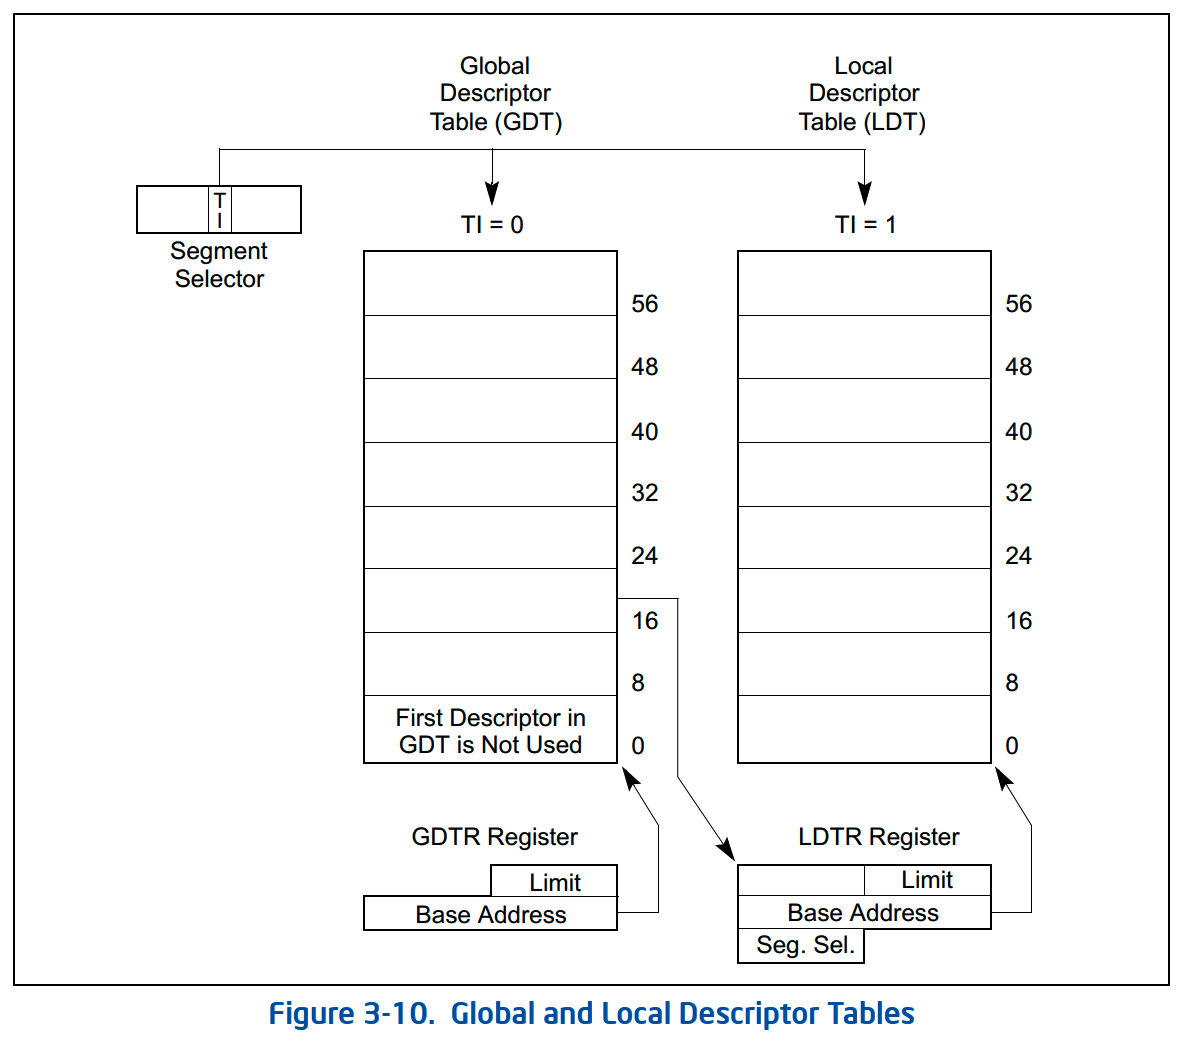 Global
Descriptor
Table (GDT)
Local
Descriptor
Table (LDT)
T
I
Segment
Selector
TI = 0
TI = 1
56
48
40
32
24
16
8
First Descriptor in
GDT is Not Used
0
56
48
40
32
24
16
8
0
GDTR Register
Limit
Base Address
LDTR Register
Limit
Base Address
Seg. Sel.
Figure 3-10. Global and Local Descriptor Tables